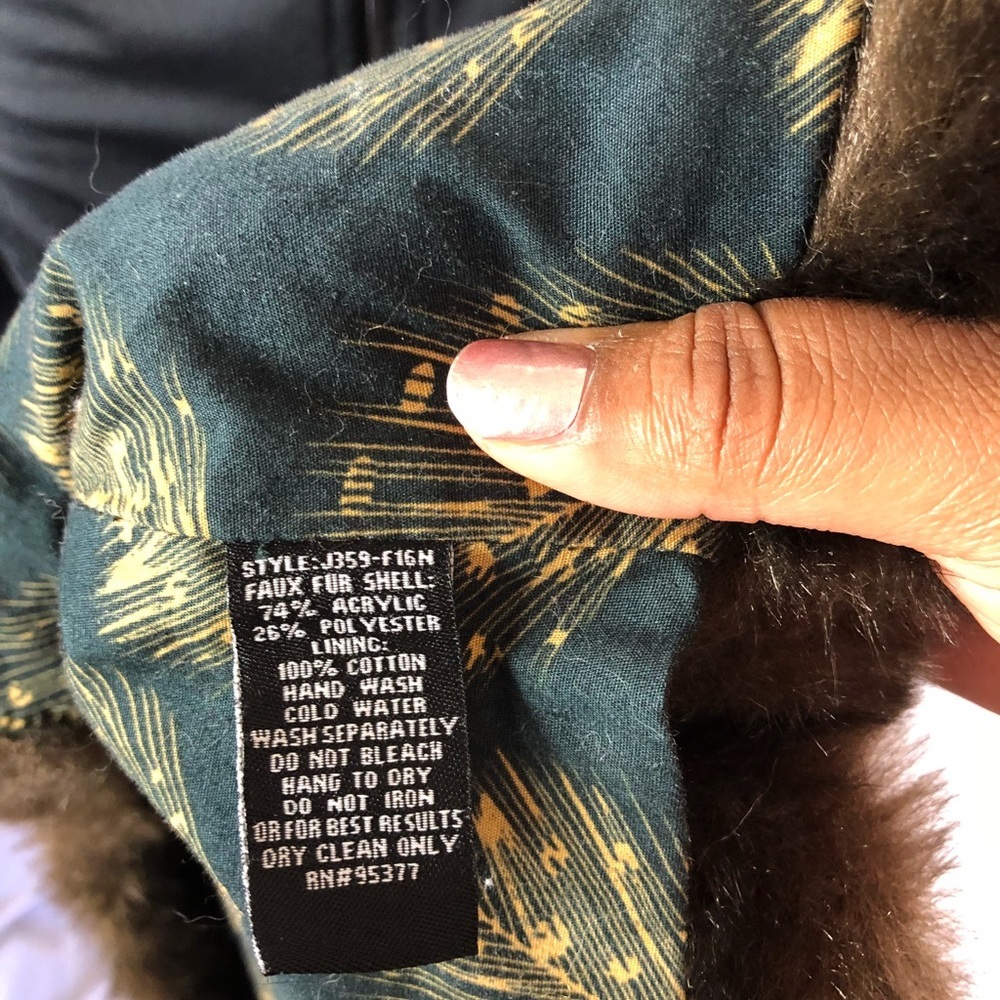 STYLE:J359-F16N
FAUX FUR SHELL:
74% ACRYLIC
26% POLYESTER
LINING:
100% COTTON
HAND WASH
COLD WATER
WASH SEPARATELY
DO NOT BLEACH
HANG TO DRY
DO NOT IRON
OR FOR BEST RESULTS
DRY CLEAN ONLY
RN#95377